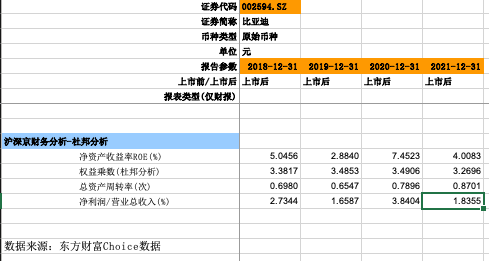 证券代码 002594.SZ
证券简称 比亚迪
币种类型 原始币种
单位 元
报告参数 2018-12-31 2019-12-31 2020-12-31 2021-12-31
上市前/上市后 上市后 上市后 上市后 上市后
报表类型(仅财报)
沪深京财务分析-杜邦分析
净资产收益率ROE(%) 5.0456 2.8840 7.4523 4.0083
权益乘数(杜邦分析) 3.3817 3.4853 3.4906 3.2696
总资产周转率(次) 0.6980 0.6547 0.7896 0.8701
净利润/营业总收入(%) 2.7344 1.6587 3.8404 1.8355
数据来源：东方财富Choice数据